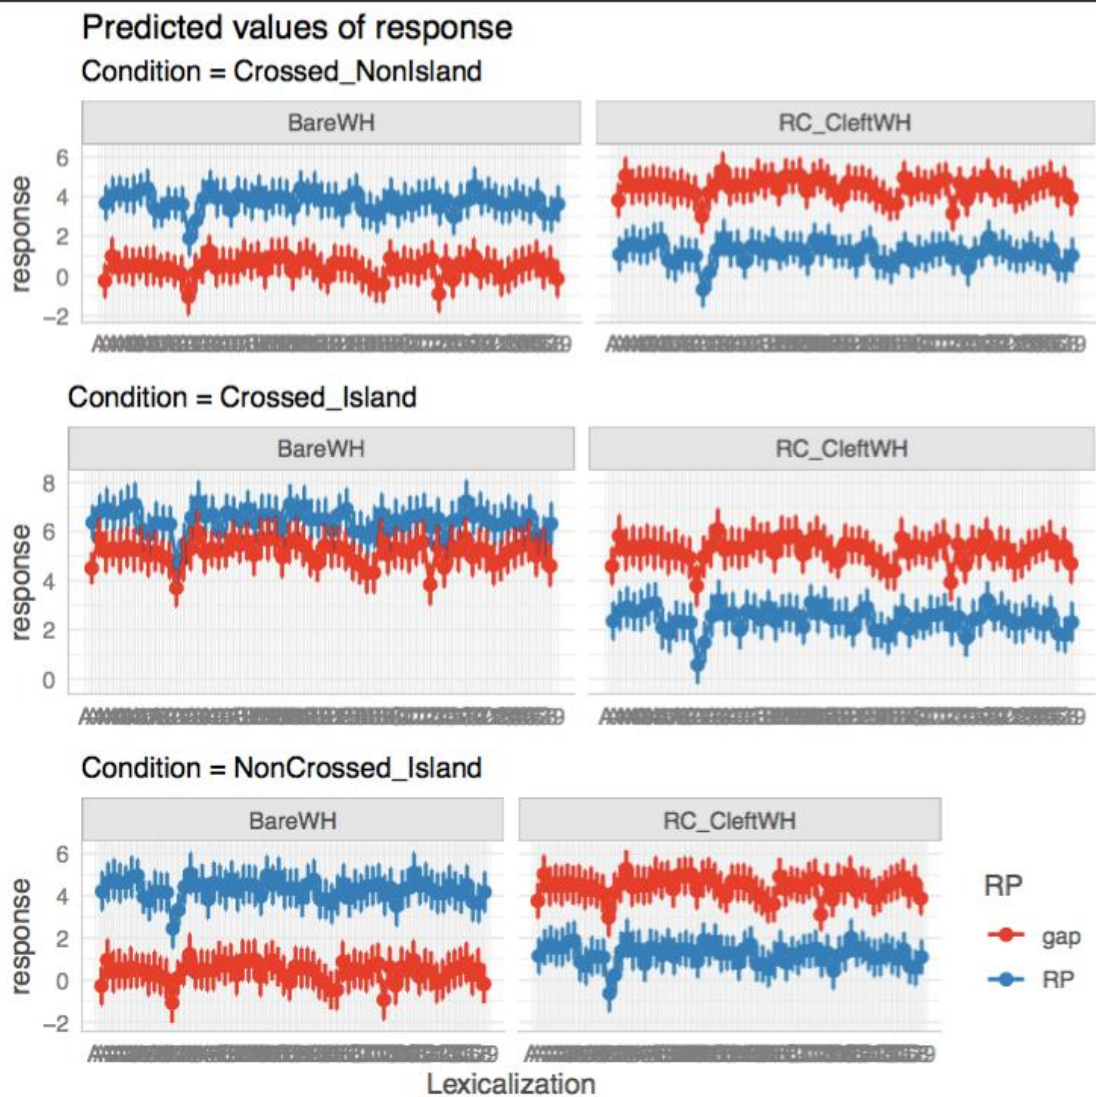 Predicted values of response
Condition = Crossed_NonIsland
BareWH
RC_CleftWH
response
6
4
2
0
−2
Condition = Crossed_Island
BareWH
RC_CleftWH
response
8
6
4
2
0
Condition = NonCrossed_Island
BareWH
RC_CleftWH
response
6
4
2
0
−2
Lexicalization
RP
gap
RP